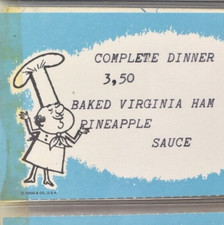 COMPLETE DINNER
3,50
BAKED VIRGINIA HAM
PINEAPPLE
SAUCE